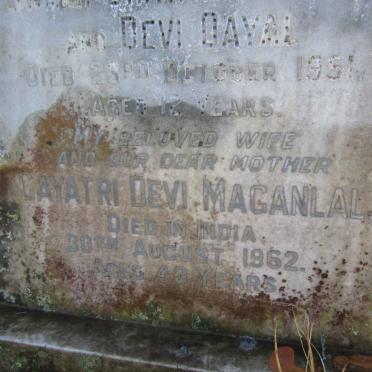 AND DEVI DAYAL
DIED 23RD OCTOBER 1951.
AGED 12 YEARS.
MY BELOVED WIFE
AND OUR DEAR MOTHER
GAYATRI DEVI MAGANLAL.
DIED IN INDIA
30TH AUGUST 1962.
AGED 43 YEARS.